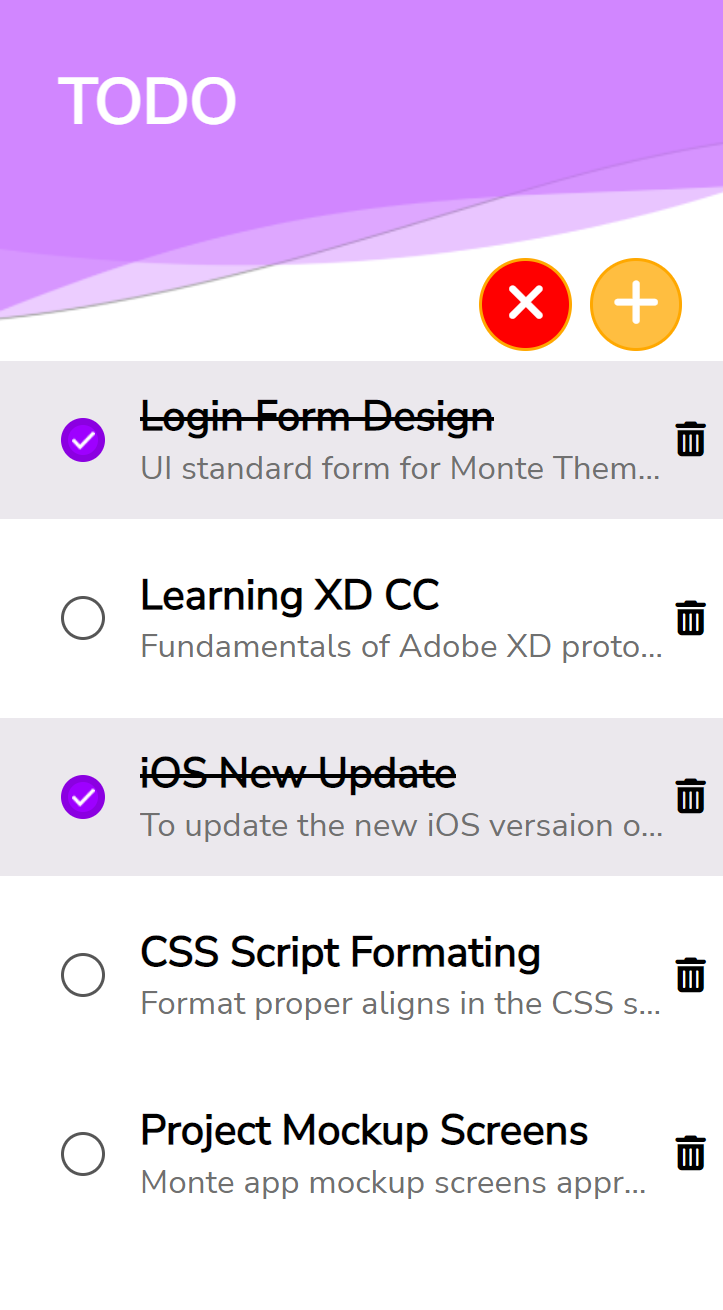 TODO
Login Form Design
UI standard form for Monte Them...
Learning XD CC
Fundamentals of Adobe XD proto...
iOS New Update
To update the new iOS versaion o...
CSS Script Formating
Format proper aligns in the CSS s...
Project Mockup Screens
Monte app mockup screens appr...